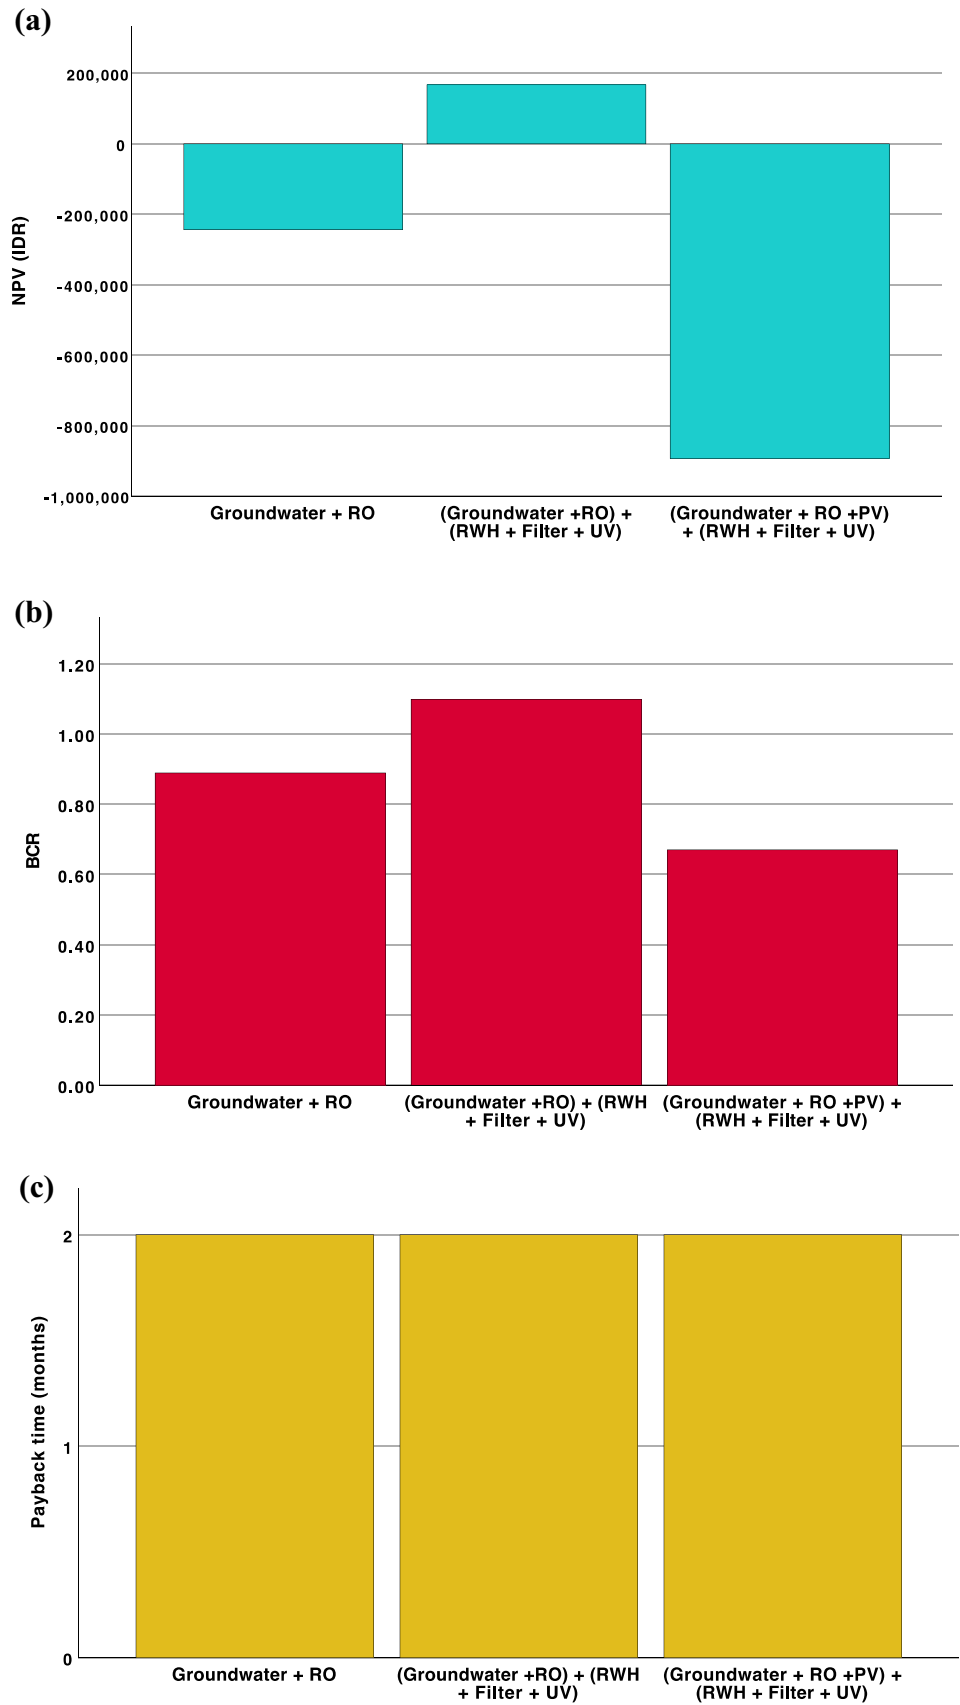 (a)
200,000
0
-200,000
-400,000
-600,000
-800,000
-1,000,000
NPV (IDR)
Groundwater + RO
(Groundwater +RO) +
(RWH + Filter + UV)
(Groundwater + RO +PV)
+ (RWH + Filter + UV)
(b)
1.20
1.00
0.80
0.60
0.40
0.20
0.00
BCR
Groundwater + RO
(Groundwater +RO) + (RWH
+ Filter + UV)
(Groundwater + RO +PV) +
(RWH + Filter + UV)
(c)
2
1
0
Payback time (months)
Groundwater + RO
(Groundwater +RO) + (RWH
+ Filter + UV)
(Groundwater + RO +PV) +
(RWH + Filter + UV)